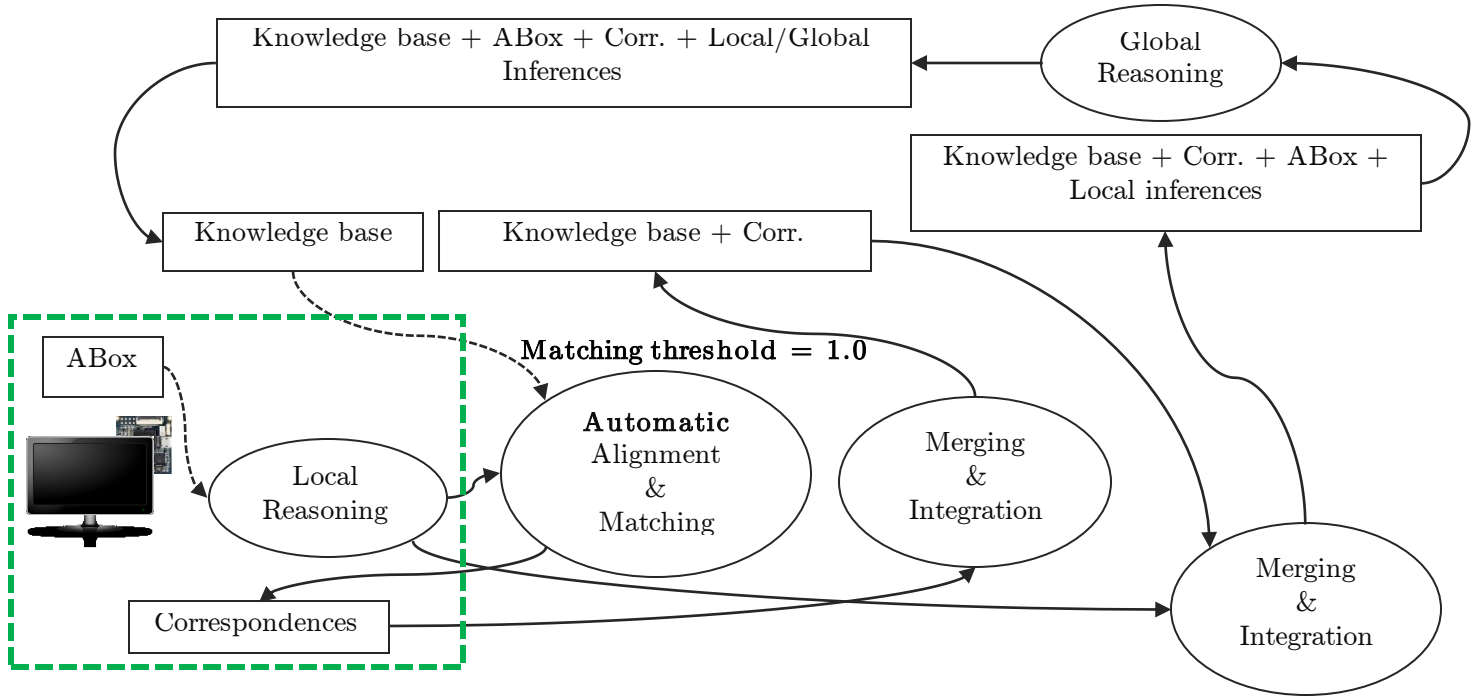 Knowledge base + ABox + Corr. + Local/Global
Inferences
Global
Reasoning
Knowledge base + Corr. + ABox +
Local inferences
Knowledge base
Knowledge base + Corr.
ABox
Matching threshold = 1.0
Automatic
Alignment
&
Matching
Merging
&
Integration
Local
Reasoning
Merging
&
Integration
Correspondences